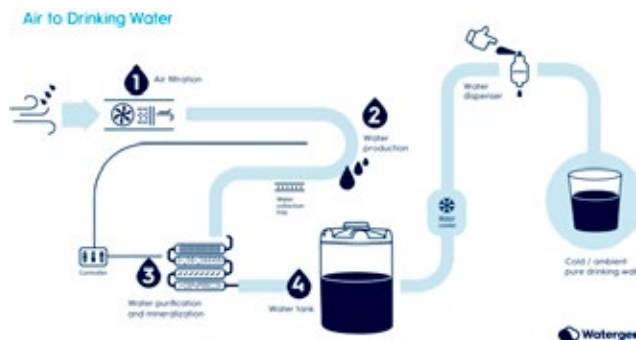 Air to Drinking Water
1
Air filtration
2
Water
production
Water
collection
tray
Water
dispenser
Water
cooler
Controller
3
Water purification
and mineralization
4
Water tank
Cold / ambient
pure drinking wat
Waterge